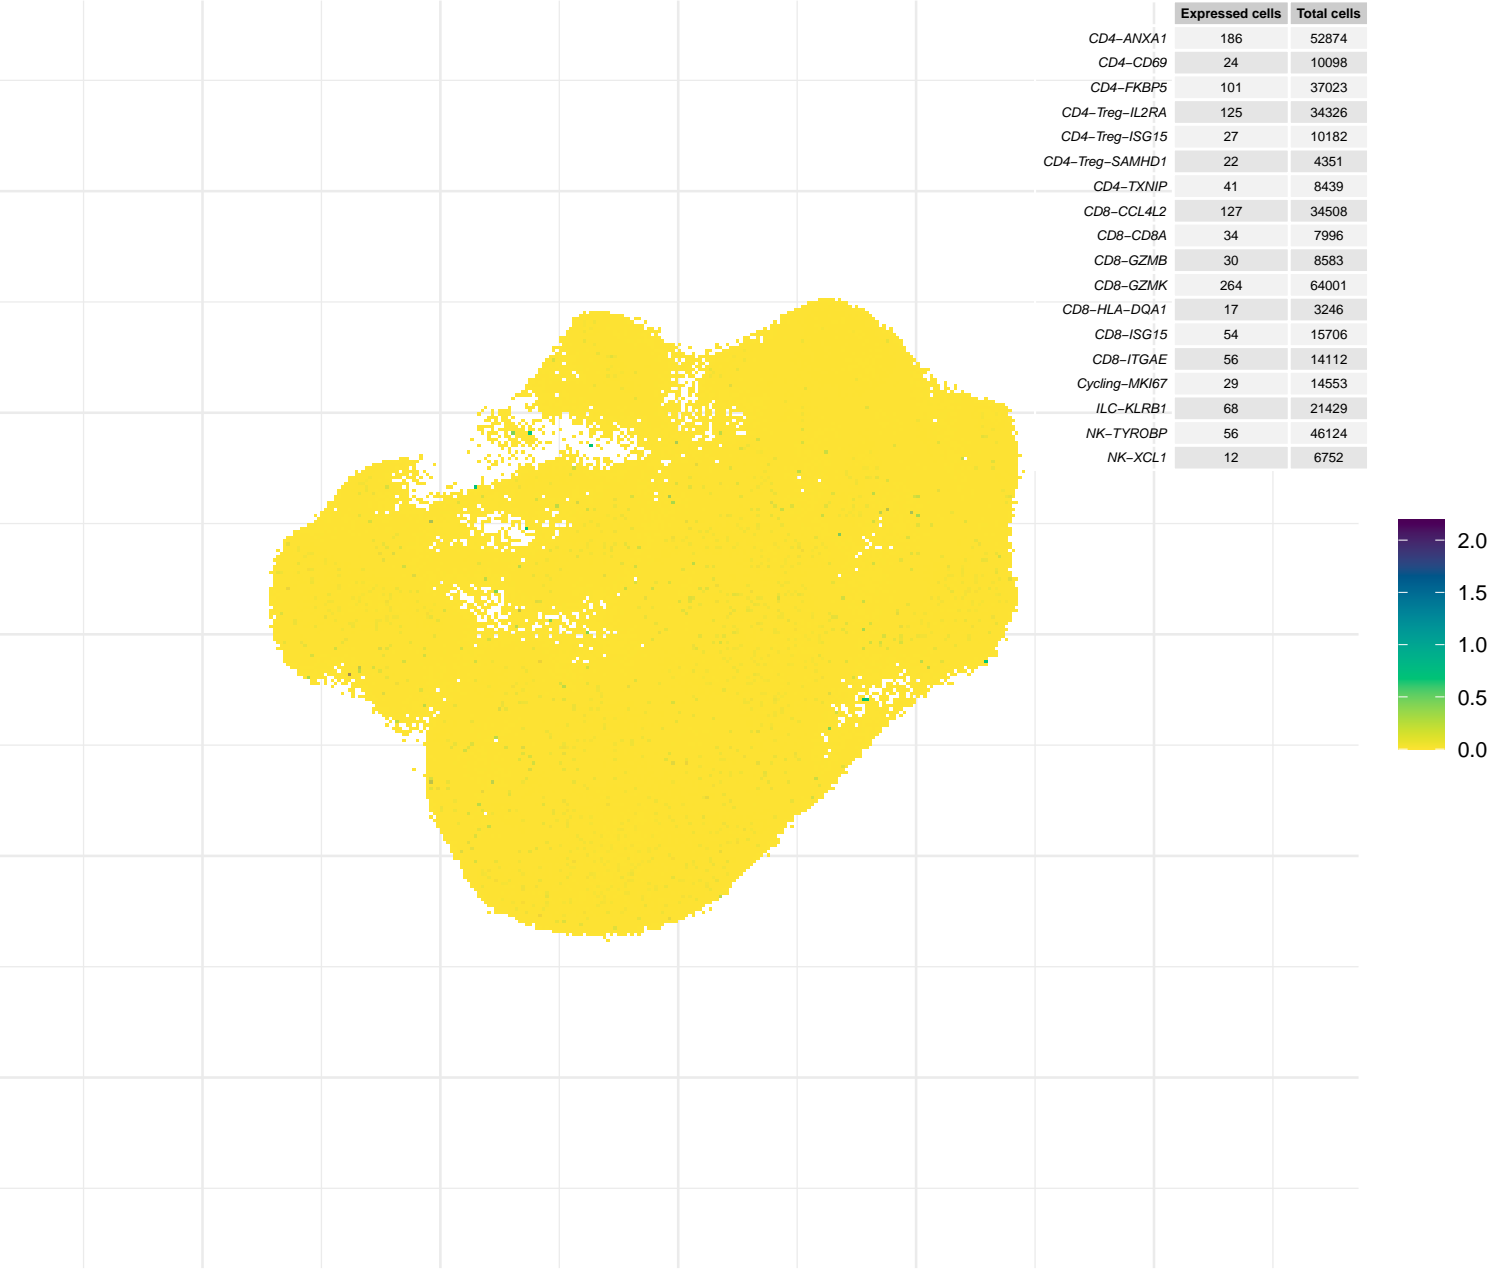 Expressed cells Total cells
CD4−ANXA1 186 52874
CD4−CD69 24 10098
CD4−FKBP5 101 37023
CD4−Treg−IL2RA 125 34326
CD4−Treg−ISG15 27 10182
CD4−Treg−SAMHD1 22 4351
CD4−TXNIP 41 8439
CD8−CCL4L2 127 34508
CD8−CD8A 34 7996
CD8−GZMB 30 8583
CD8−GZMK 264 64001
CD8−HLA−DQA1 17 3246
CD8−ISG15 54 15706
CD8−ITGAE 56 14112
Cycling−MKI67 29 14553
ILC−KLRB1 68 21429
NK−TYROBP 56 46124
NK−XCL1 12 6752
2.0
1.5
1.0
0.5
0.0